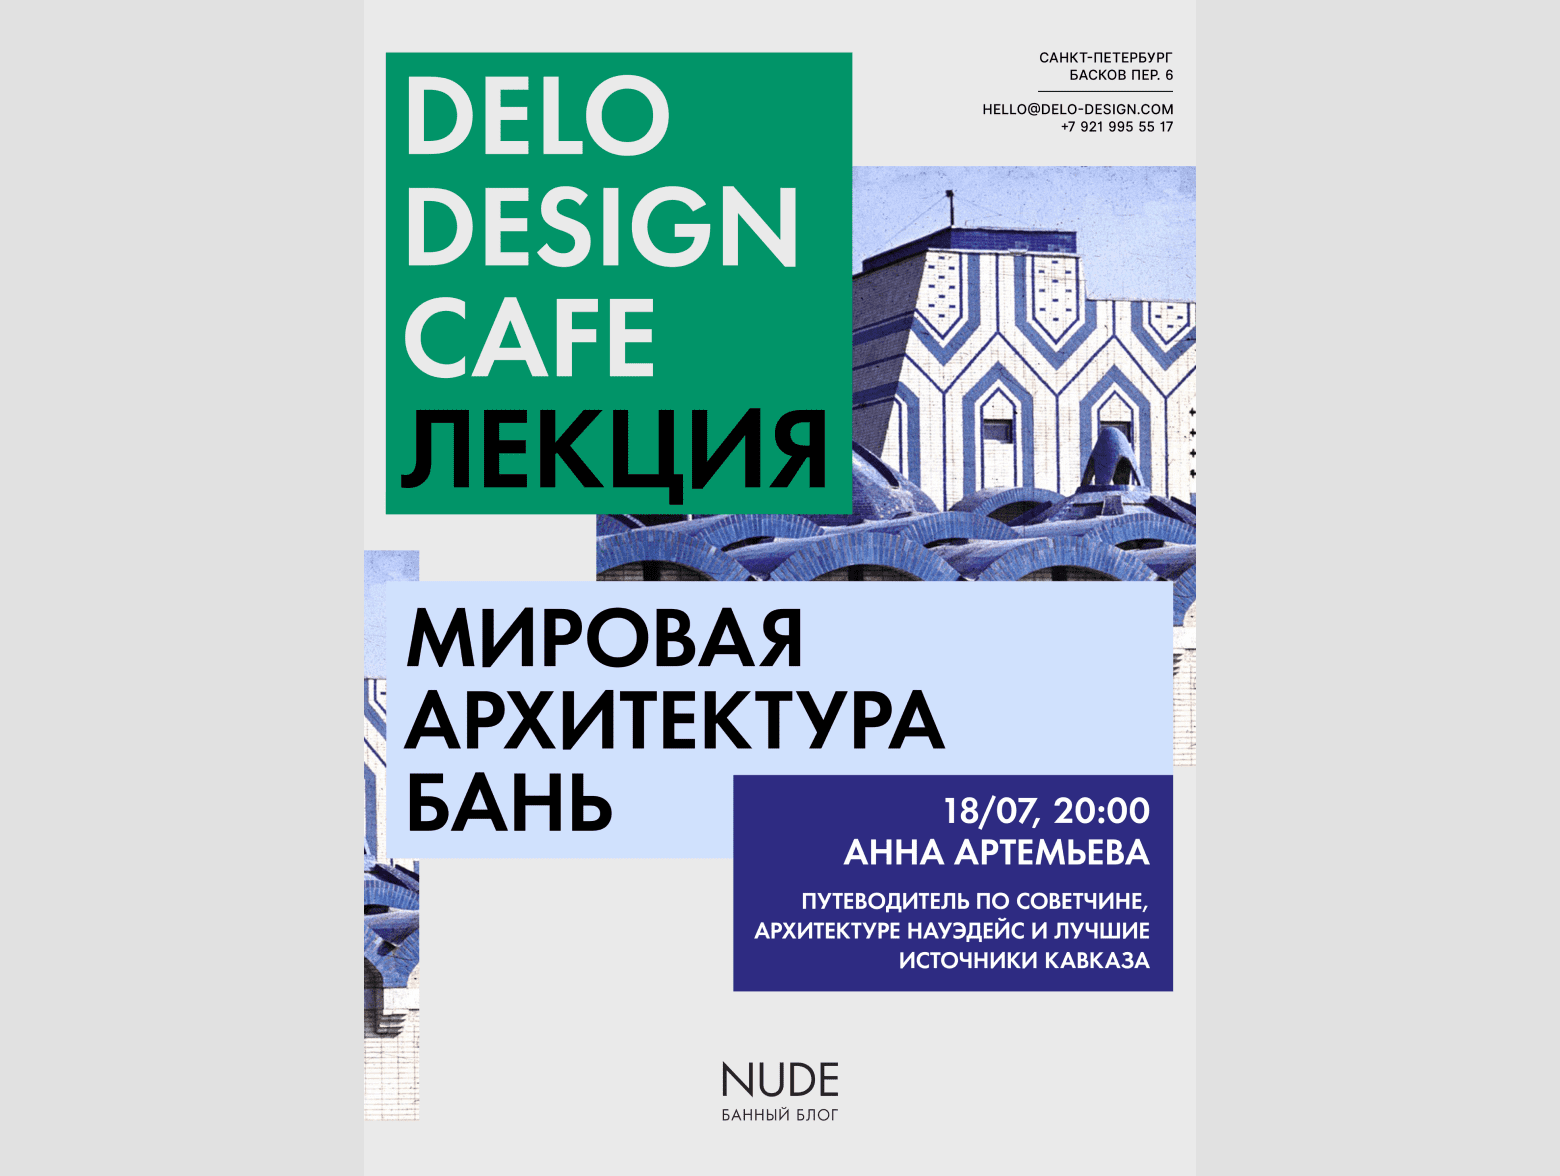 DELO
DESIGN
CAFE
ЛЕКЦИЯ
САНКТ-ПЕТЕРБУРГ
БАСКОВ ПЕР. 6
HELLO@DELO-DESIGN.COM
+7 921 995 55 17
МИРОВАЯ
АРХИТЕКТУРА
БАНЬ
18/07, 20:00
АННА АРТЕМЬЕВА
ПУТЕВОДИТЕЛЬ ПО СОВЕТЧИНЕ,
АРХИТЕКТУРЕ НАУЭДЕЙС И ЛУЧШИЕ
ИСТОЧНИКИ КАВКАЗА
NUDE
БАННЫЙ БЛОГ